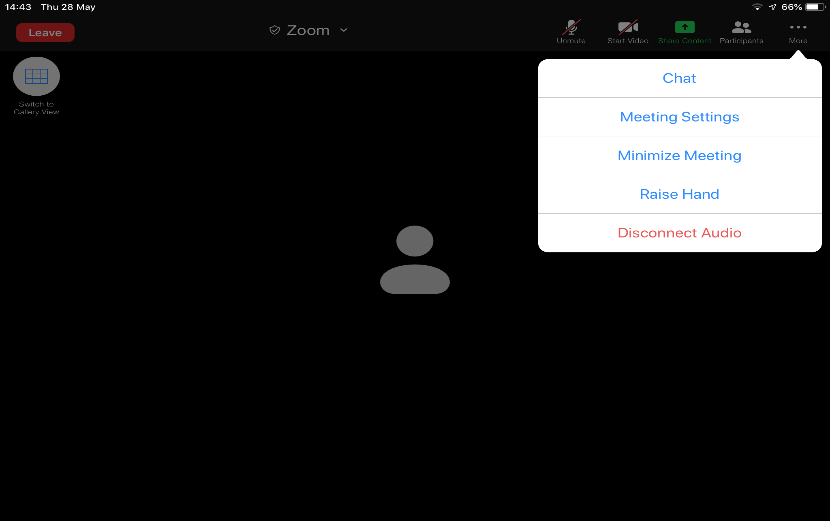 14:43 Thu 28 May
66%
Leave
Zoom
Unmute
Start Video
Share Content
Participants
More
Switch to
Gallery View
Chat
Meeting Settings
Minimize Meeting
Raise Hand
Disconnect Audio